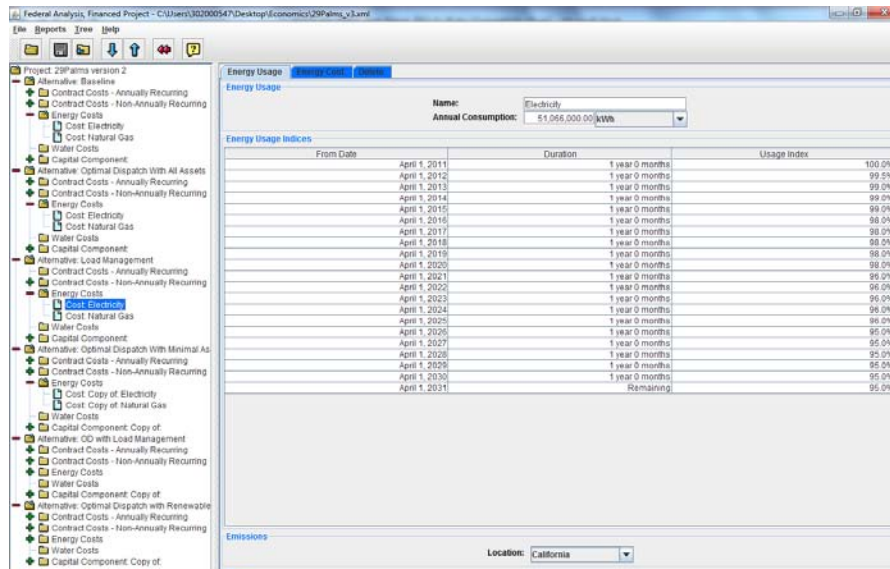 Federal Analysis, Financed Project - C:\Users\302000547\Desktop\Economics\29Palms_v3.xml
File Reports Tree Help
Project: 29Palms version 2
Alternative: Baseline
Contract Costs - Annually Recurring
Contract Costs - Non-Annually Recurring
Energy Costs
Cost: Electricity
Cost: Natural Gas
Water Costs
Capital Component:
Alternative: Optimal Dispatch With All Assets
Contract Costs - Annually Recurring
Contract Costs - Non-Annually Recurring
Energy Costs
Cost: Electricity
Cost: Natural Gas
Water Costs
Capital Component:
Alternative: Load Management
Contract Costs - Annually Recurring
Contract Costs - Non-Annually Recurring
Energy Costs
Cost: Electricity
Cost: Natural Gas
Water Costs
Capital Component:
Alternative: Optimal Dispatch With Minimal As
Contract Costs - Annually Recurring
Contract Costs - Non-Annually Recurring
Energy Costs
Cost: Copy of: Electricity
Cost: Copy of: Natural Gas
Water Costs
Capital Component: Copy of:
Alternative: OD with Load Management
Contract Costs - Annually Recurring
Contract Costs - Non-Annually Recurring
Energy Costs
Water Costs
Capital Component: Copy of:
Alternative: Optimal Dispatch with Renewable
Contract Costs - Annually Recurring
Contract Costs - Non-Annually Recurring
Energy Costs
Water Costs
Capital Component: Copy of:
Energy Usage Energy Cost Delete
Energy Usage
Name: Electricity
Annual Consumption: 51,066,000.00 kWh
Energy Usage Indices
From Date Duration Usage Index
April 1, 2011 1 year 0 months 100.0%
April 1, 2012 1 year 0 months 99.5%
April 1, 2013 1 year 0 months 99.0%
April 1, 2014 1 year 0 months 99.0%
April 1, 2015 1 year 0 months 99.0%
April 1, 2016 1 year 0 months 98.0%
April 1, 2017 1 year 0 months 98.0%
April 1, 2018 1 year 0 months 98.0%
April 1, 2019 1 year 0 months 98.0%
April 1, 2020 1 year 0 months 98.0%
April 1, 2021 1 year 0 months 96.0%
April 1, 2022 1 year 0 months 96.0%
April 1, 2023 1 year 0 months 96.0%
April 1, 2024 1 year 0 months 96.0%
April 1, 2025 1 year 0 months 96.0%
April 1, 2026 1 year 0 months 95.0%
April 1, 2027 1 year 0 months 95.0%
April 1, 2028 1 year 0 months 95.0%
April 1, 2029 1 year 0 months 95.0%
April 1, 2030 1 year 0 months 95.0%
April 1, 2031 Remaining 95.0%
Emissions
Location: California